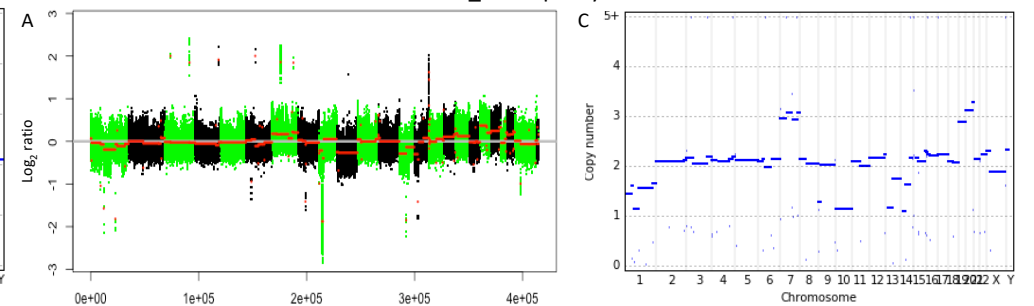 A
C
Log2 ratio
3
2
1
0
-1
-2
-3
0e+00 1e+05 2e+05 3e+05 4e+05
Y
Copy number
5+
4
3
2
1
0
1 2 3 4 5 6 7 8 9 10 11 12 13 14 15 16 17 18 19 20 21 22 X Y
Chromosome